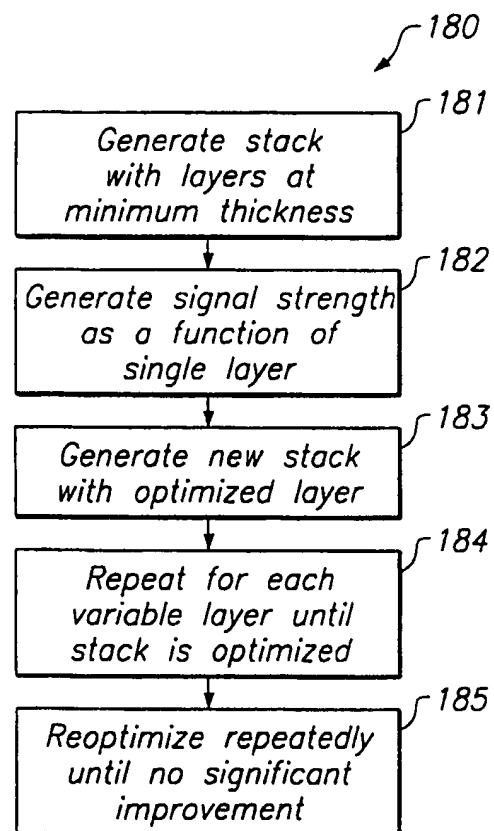 180
181
Generate stack
with layers at
minimum thickness
182
Generate signal strength
as a function of
single layer
183
Generate new stack
with optimized layer
184
Repeat for each
variable layer until
stack is optimized
185
Reoptimize repeatedly
until no significant
improvement